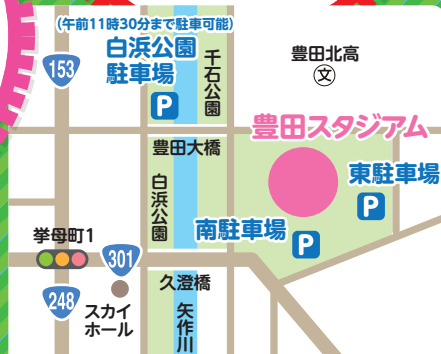 (午前11時30分まで駐車可能)
白浜公園
駐車場
P
153
千石公園
豊田北高
文
豊田スタジアム
豊田大橋
東駐車場
P
白浜公園
南駐車場
P
挙母町1
301
久澄橋
248
スカイ
ホール
矢作川